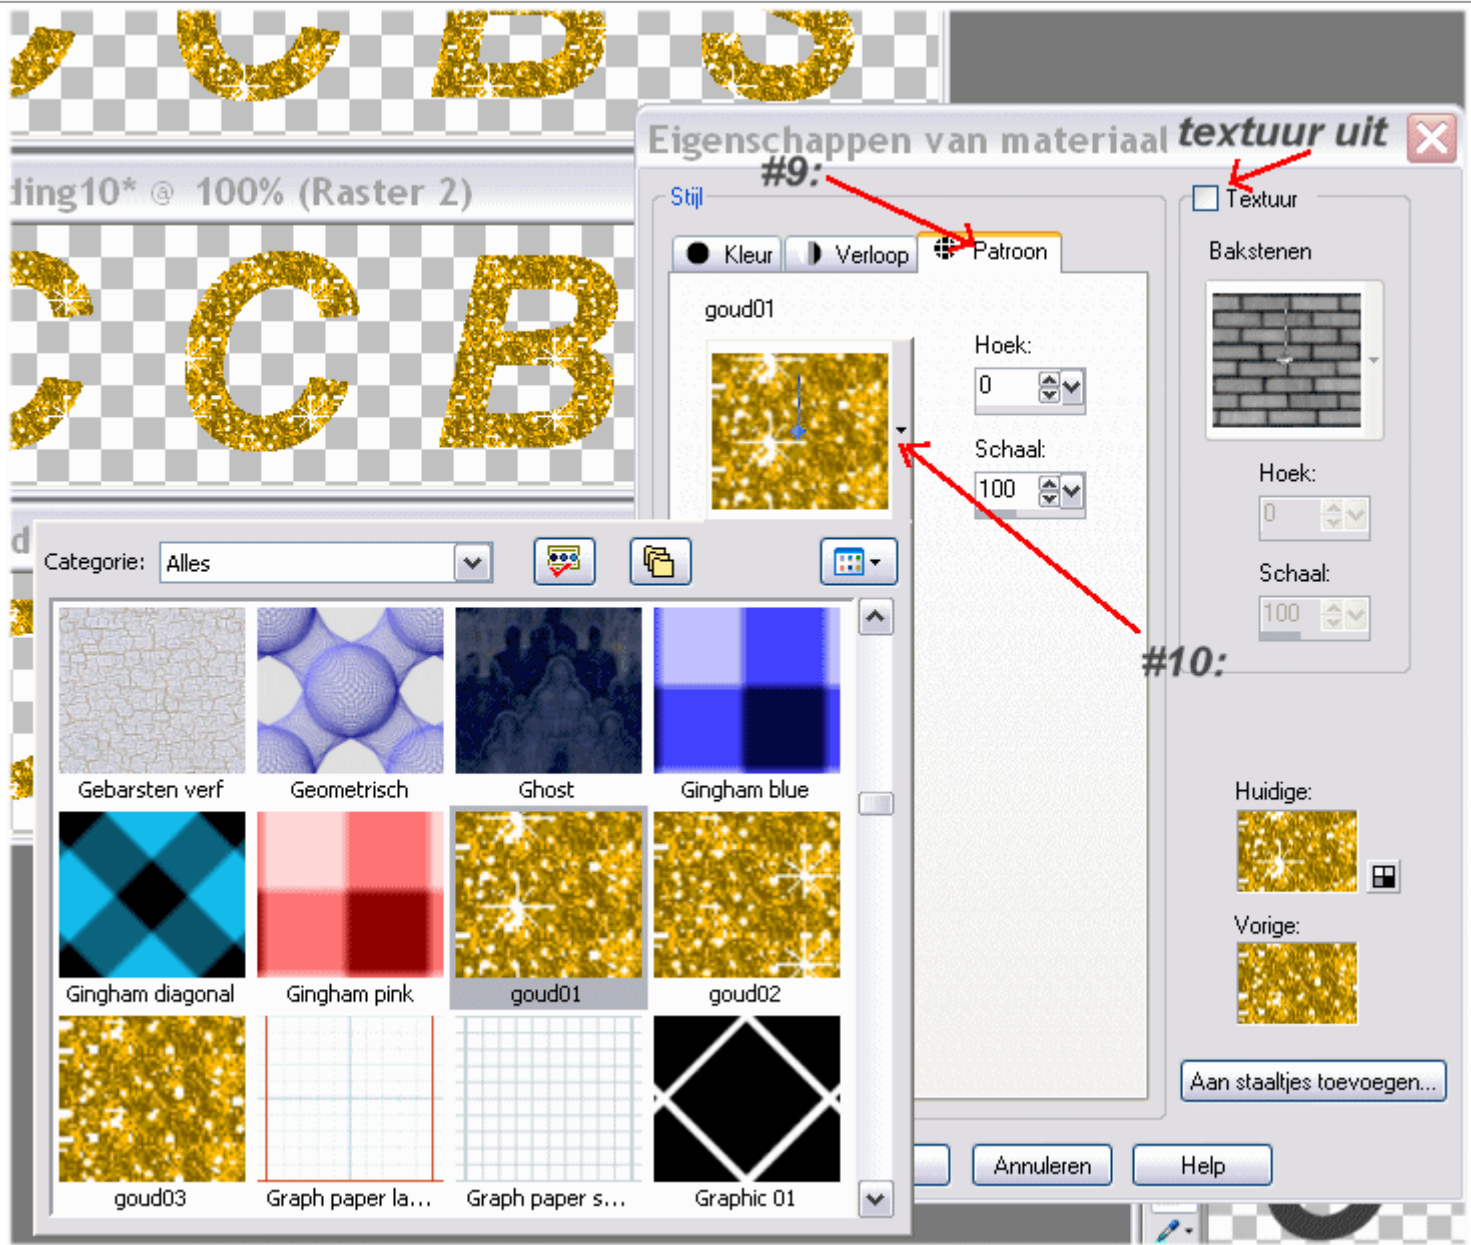 C B S
ding10* @ 100% (Raster 2)
C C B
Eigenschappen van materiaal
textuur uit
#9:
Stijl
Textuur
Kleur
Verloop
Patroon
Bakstenen
goud01
Hoek:
0
Schaal:
100
Hoek:
0
Schaal:
100
#10:
Categorie:
Alles
Gebarsten verf
Geometrisch
Ghost
Gingham blue
Gingham diagonal
Gingham pink
goud01
goud02
goud03
Graph paper la...
Graph paper s...
Graphic 01
Huidige:
Vorige:
Aan staaltjes toevoegen...
Annuleren
Help